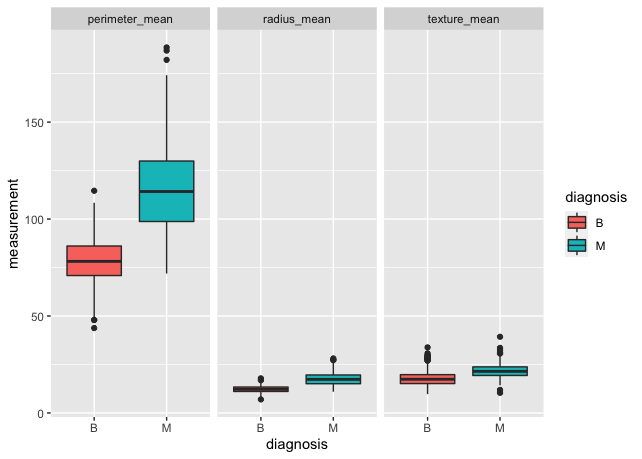 perimeter_mean radius_mean texture_mean
measurement
150
100
50
0
B M B M B M
diagnosis
diagnosis
B
M